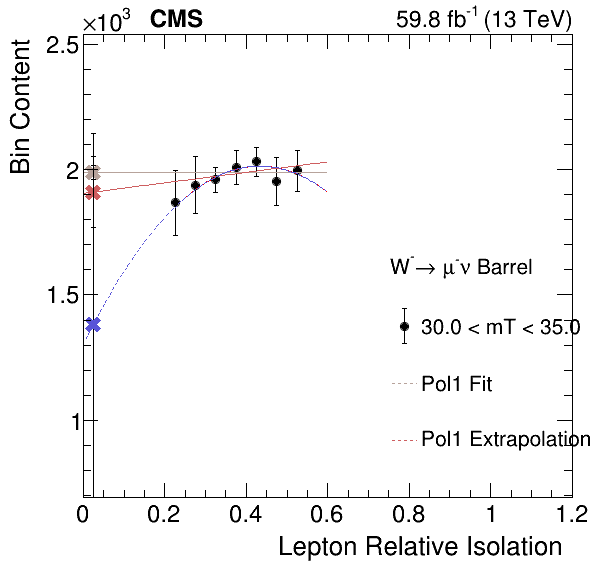 ×10³ CMS 59.8 fb⁻¹ (13 TeV)
Bin Content
2.5
2
1.5
1
W⁻→ μ⁻ν Barrel
30.0 < mT < 35.0
Pol1 Fit
Pol1 Extrapolation
0 0.2 0.4 0.6 0.8 1 1.2
Lepton Relative Isolation